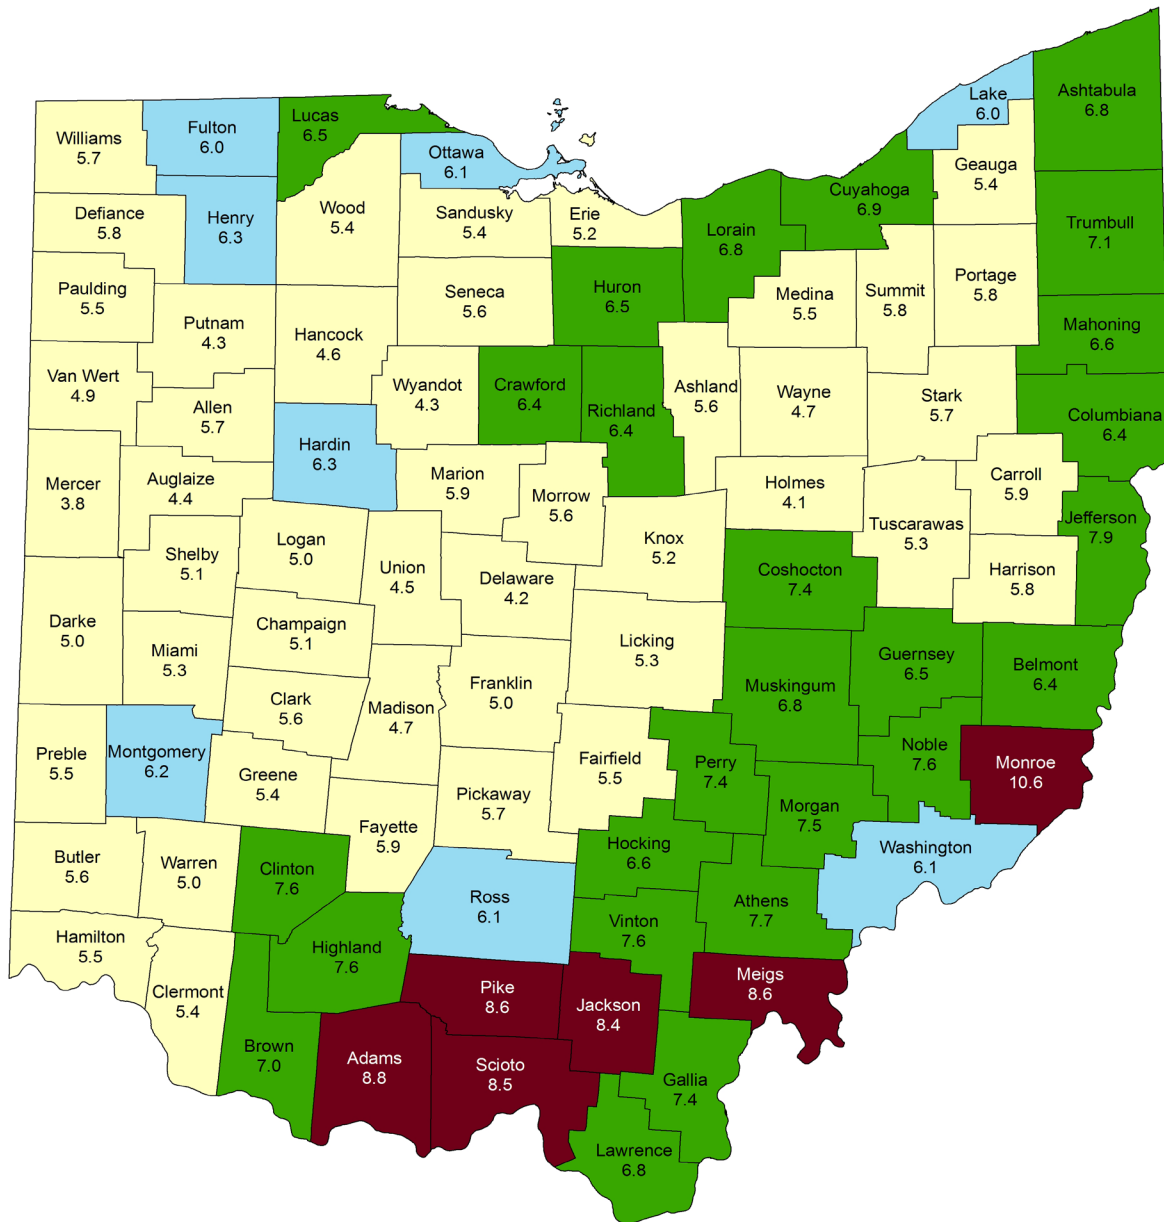 Williams
5.7
Fulton
6.0
Lucas
6.5
Ottawa
6.1
Lake
6.0
Ashtabula
6.8
Geauga
5.4
Defiance
5.8
Henry
6.3
Wood
5.4
Sandusky
5.4
Erie
5.2
Lorain
6.8
Cuyahoga
6.9
Trumbull
7.1
Paulding
5.5
Putnam
4.3
Hancock
4.6
Seneca
5.6
Huron
6.5
Medina
5.5
Summit
5.8
Portage
5.8
Mahoning
6.6
Van Wert
4.9
Allen
5.7
Wyandot
4.3
Crawford
6.4
Richland
6.4
Ashland
5.6
Wayne
4.7
Stark
5.7
Columbiana
6.4
Mercer
3.8
Auglaize
4.4
Hardin
6.3
Marion
5.9
Morrow
5.6
Holmes
4.1
Carroll
5.9
Tuscarawas
5.3
Jefferson
7.9
Shelby
5.1
Logan
5.0
Union
4.5
Delaware
4.2
Knox
5.2
Coshocton
7.4
Harrison
5.8
Darke
5.0
Miami
5.3
Champaign
5.1
Licking
5.3
Guernsey
6.5
Belmont
6.4
Clark
5.6
Madison
4.7
Franklin
5.0
Muskingum
6.8
Preble
5.5
Montgomery
6.2
Greene
5.4
Fairfield
5.5
Perry
7.4
Noble
7.6
Monroe
10.6
Pickaway
5.7
Morgan
7.5
Fayette
5.9
Hocking
6.6
Washington
6.1
Butler
5.6
Warren
5.0
Clinton
7.6
Ross
6.1
Athens
7.7
Vinton
7.6
Hamilton
5.5
Highland
7.6
Clermont
5.4
Pike
8.6
Jackson
8.4
Meigs
8.6
Brown
7.0
Adams
8.8
Scioto
8.5
Gallia
7.4
Lawrence
6.8